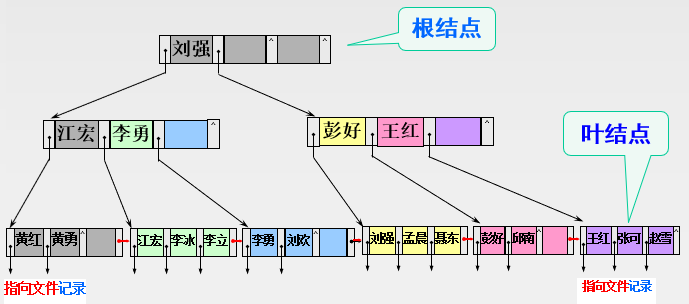 刘强
根结点
江宏 李勇
彭好 王红
叶结点
黄红 黄勇
江宏 李冰 李立
李勇 刘欢
刘强 孟晨 聂东
彭好 邱南
王红 张可 赵雪
指向文件记录
指向文件记录